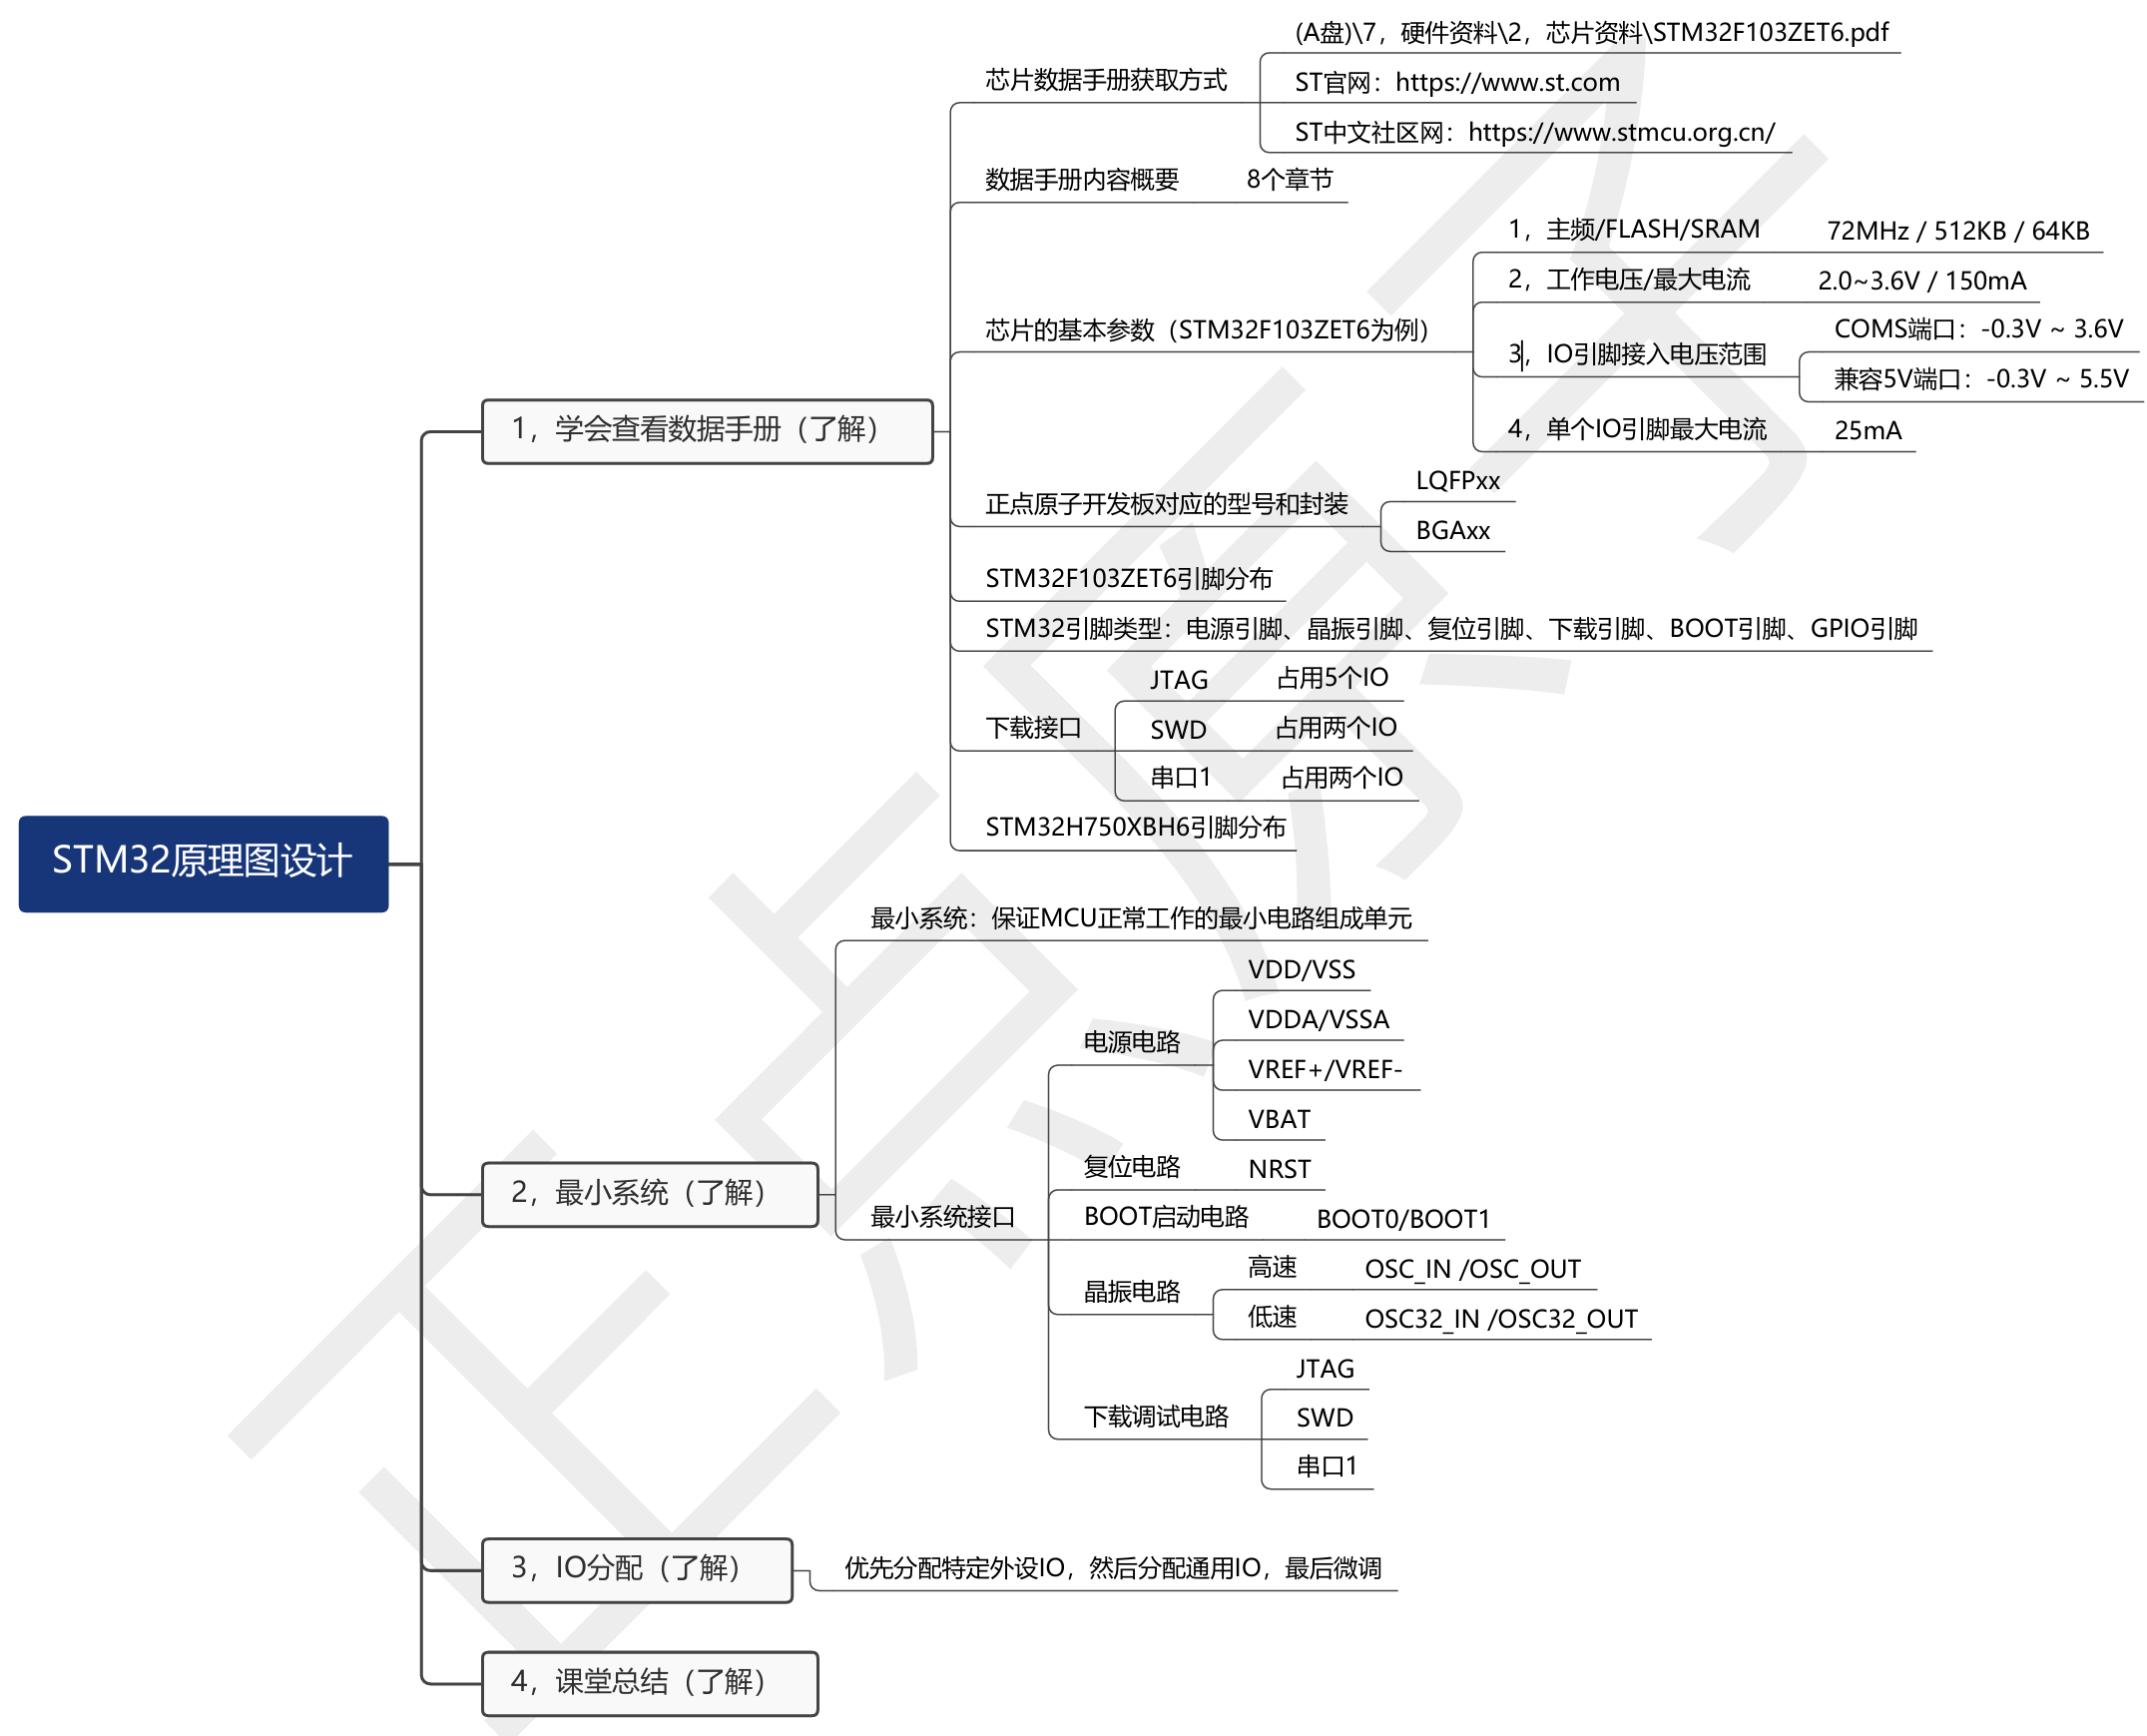 STM32原理图设计
1，学会查看数据手册（了解）
芯片数据手册获取方式
(A盘)\7，硬件资料\2，芯片资料\STM32F103ZET6.pdf
ST官网：https://www.st.com
ST中文社区网：https://www.stmcu.org.cn/
数据手册内容概要
8个章节
芯片的基本参数（STM32F103ZET6为例）
1，主频/FLASH/SRAM
72MHz / 512KB / 64KB
2，工作电压/最大电流
2.0~3.6V / 150mA
3，IO引脚接入电压范围
COMS端口：-0.3V ~ 3.6V
兼容5V端口：-0.3V ~ 5.5V
4，单个IO引脚最大电流
25mA
正点原子开发板对应的型号和封装
LQFPxx
BGAxx
STM32F103ZET6引脚分布
STM32引脚类型：电源引脚、晶振引脚、复位引脚、下载引脚、BOOT引脚、GPIO引脚
下载接口
JTAG
占用5个IO
SWD
占用两个IO
串口1
占用两个IO
STM32H750XBH6引脚分布
2，最小系统（了解）
最小系统：保证MCU正常工作的最小电路组成单元
最小系统接口
电源电路
VDD/VSS
VDDA/VSSA
VREF+/VREF-
VBAT
复位电路
NRST
BOOT启动电路
BOOT0/BOOT1
晶振电路
高速
OSC_IN /OSC_OUT
低速
OSC32_IN /OSC32_OUT
下载调试电路
JTAG
SWD
串口1
3，IO分配（了解）
优先分配特定外设IO，然后分配通用IO，最后微调
4，课堂总结（了解）
正点原子